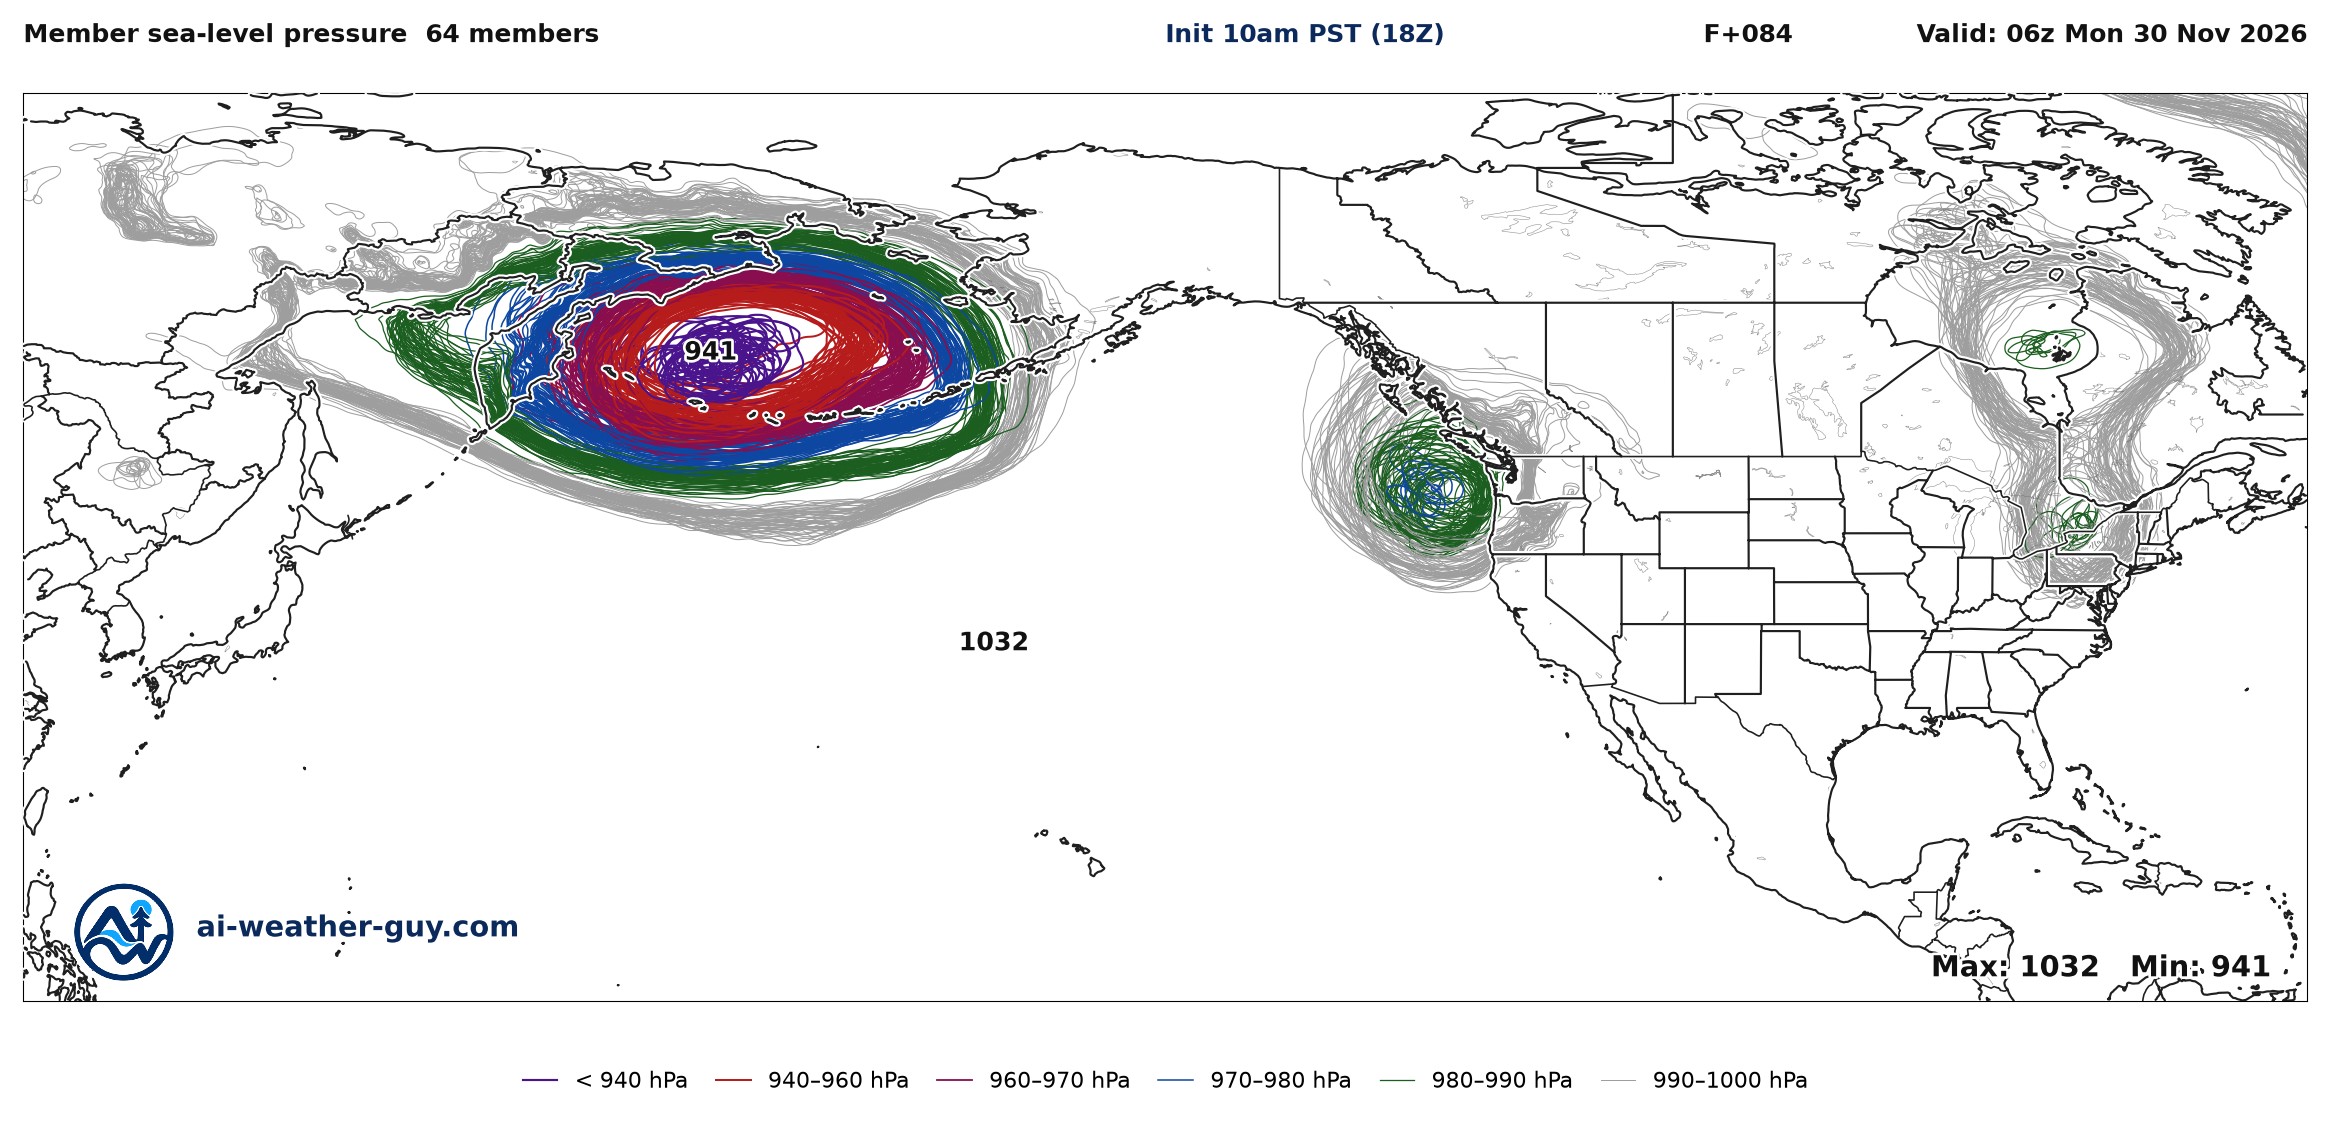 Member sea-level pressure  64 members
Init 10am PST (18Z)
F+084
Valid: 06z Mon 30 Nov 2026
941
1032
ai-weather-guy.com
Max: 1032   Min: 941
< 940 hPa
940–960 hPa
960–970 hPa
970–980 hPa
980–990 hPa
990–1000 hPa